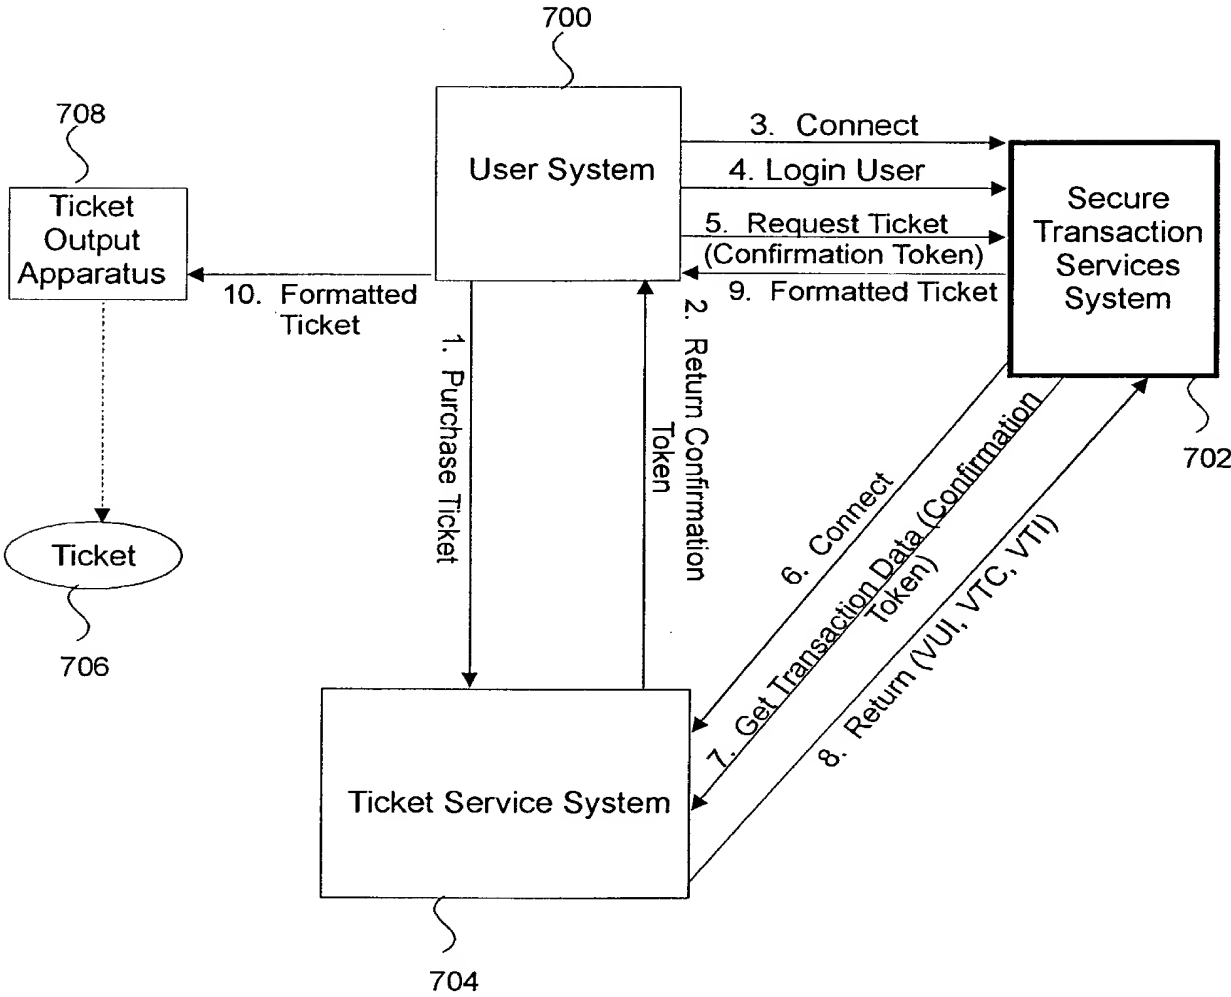 700
708
User System
3. Connect
4. Login User
5. Request Ticket
(Confirmation Token)
9. Formatted Ticket
Secure
Transaction
Services
System
702
Ticket
Output
Apparatus
10. Formatted
Ticket
1. Purchase Ticket
2. Return Confirmation
Token
6. Connect
7. Get Transaction Data (Confirmation
Token)
8. Return (VUI, VTC, VTI)
Ticket
706
Ticket Service System
704